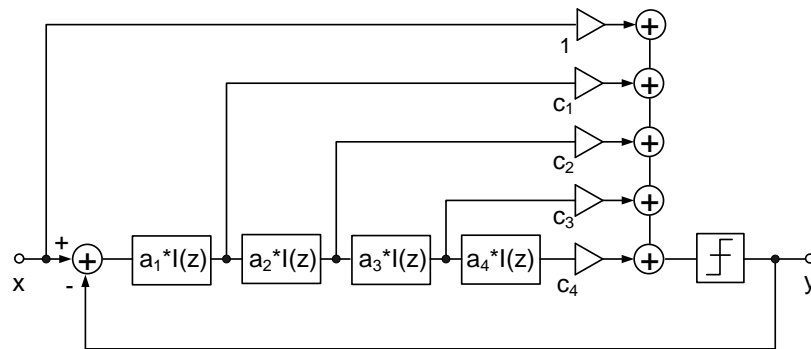 1
c₁
c₂
c₃
+ a₁*I(z) a₂*I(z) a₃*I(z) a₄*I(z) c₄
x - y